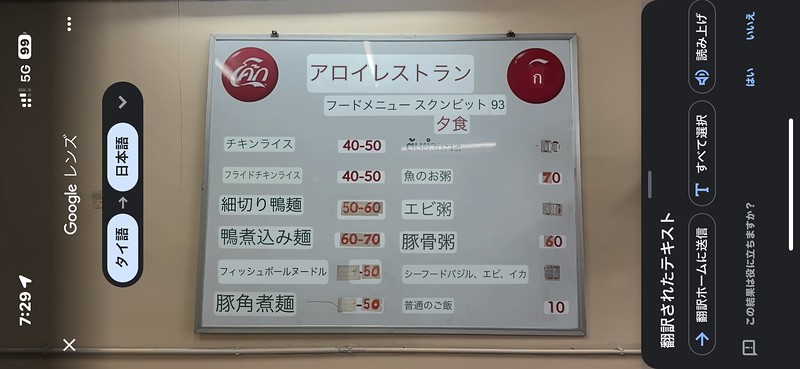 7:29
5G 99
Google レンズ
タイ語 → 日本語
โค้ก
アロイレストラン
フードメニュー スクンビット 93
夕食
チキンライス 40-50
フライドチキンライス 40-50
魚のお粥 70
細切り鴨麺 50-60
エビ粥
鴨煮込み麺 60-70
豚骨粥 60
フィッシュボールヌードル -50
シーフードバジル、エビ、イカ
豚角煮麺 -50
普通のご飯 10
翻訳されたテキスト
翻訳ホームに送信
すべて選択
読み上げ
この結果は役に立ちますか?
はい
いいえ